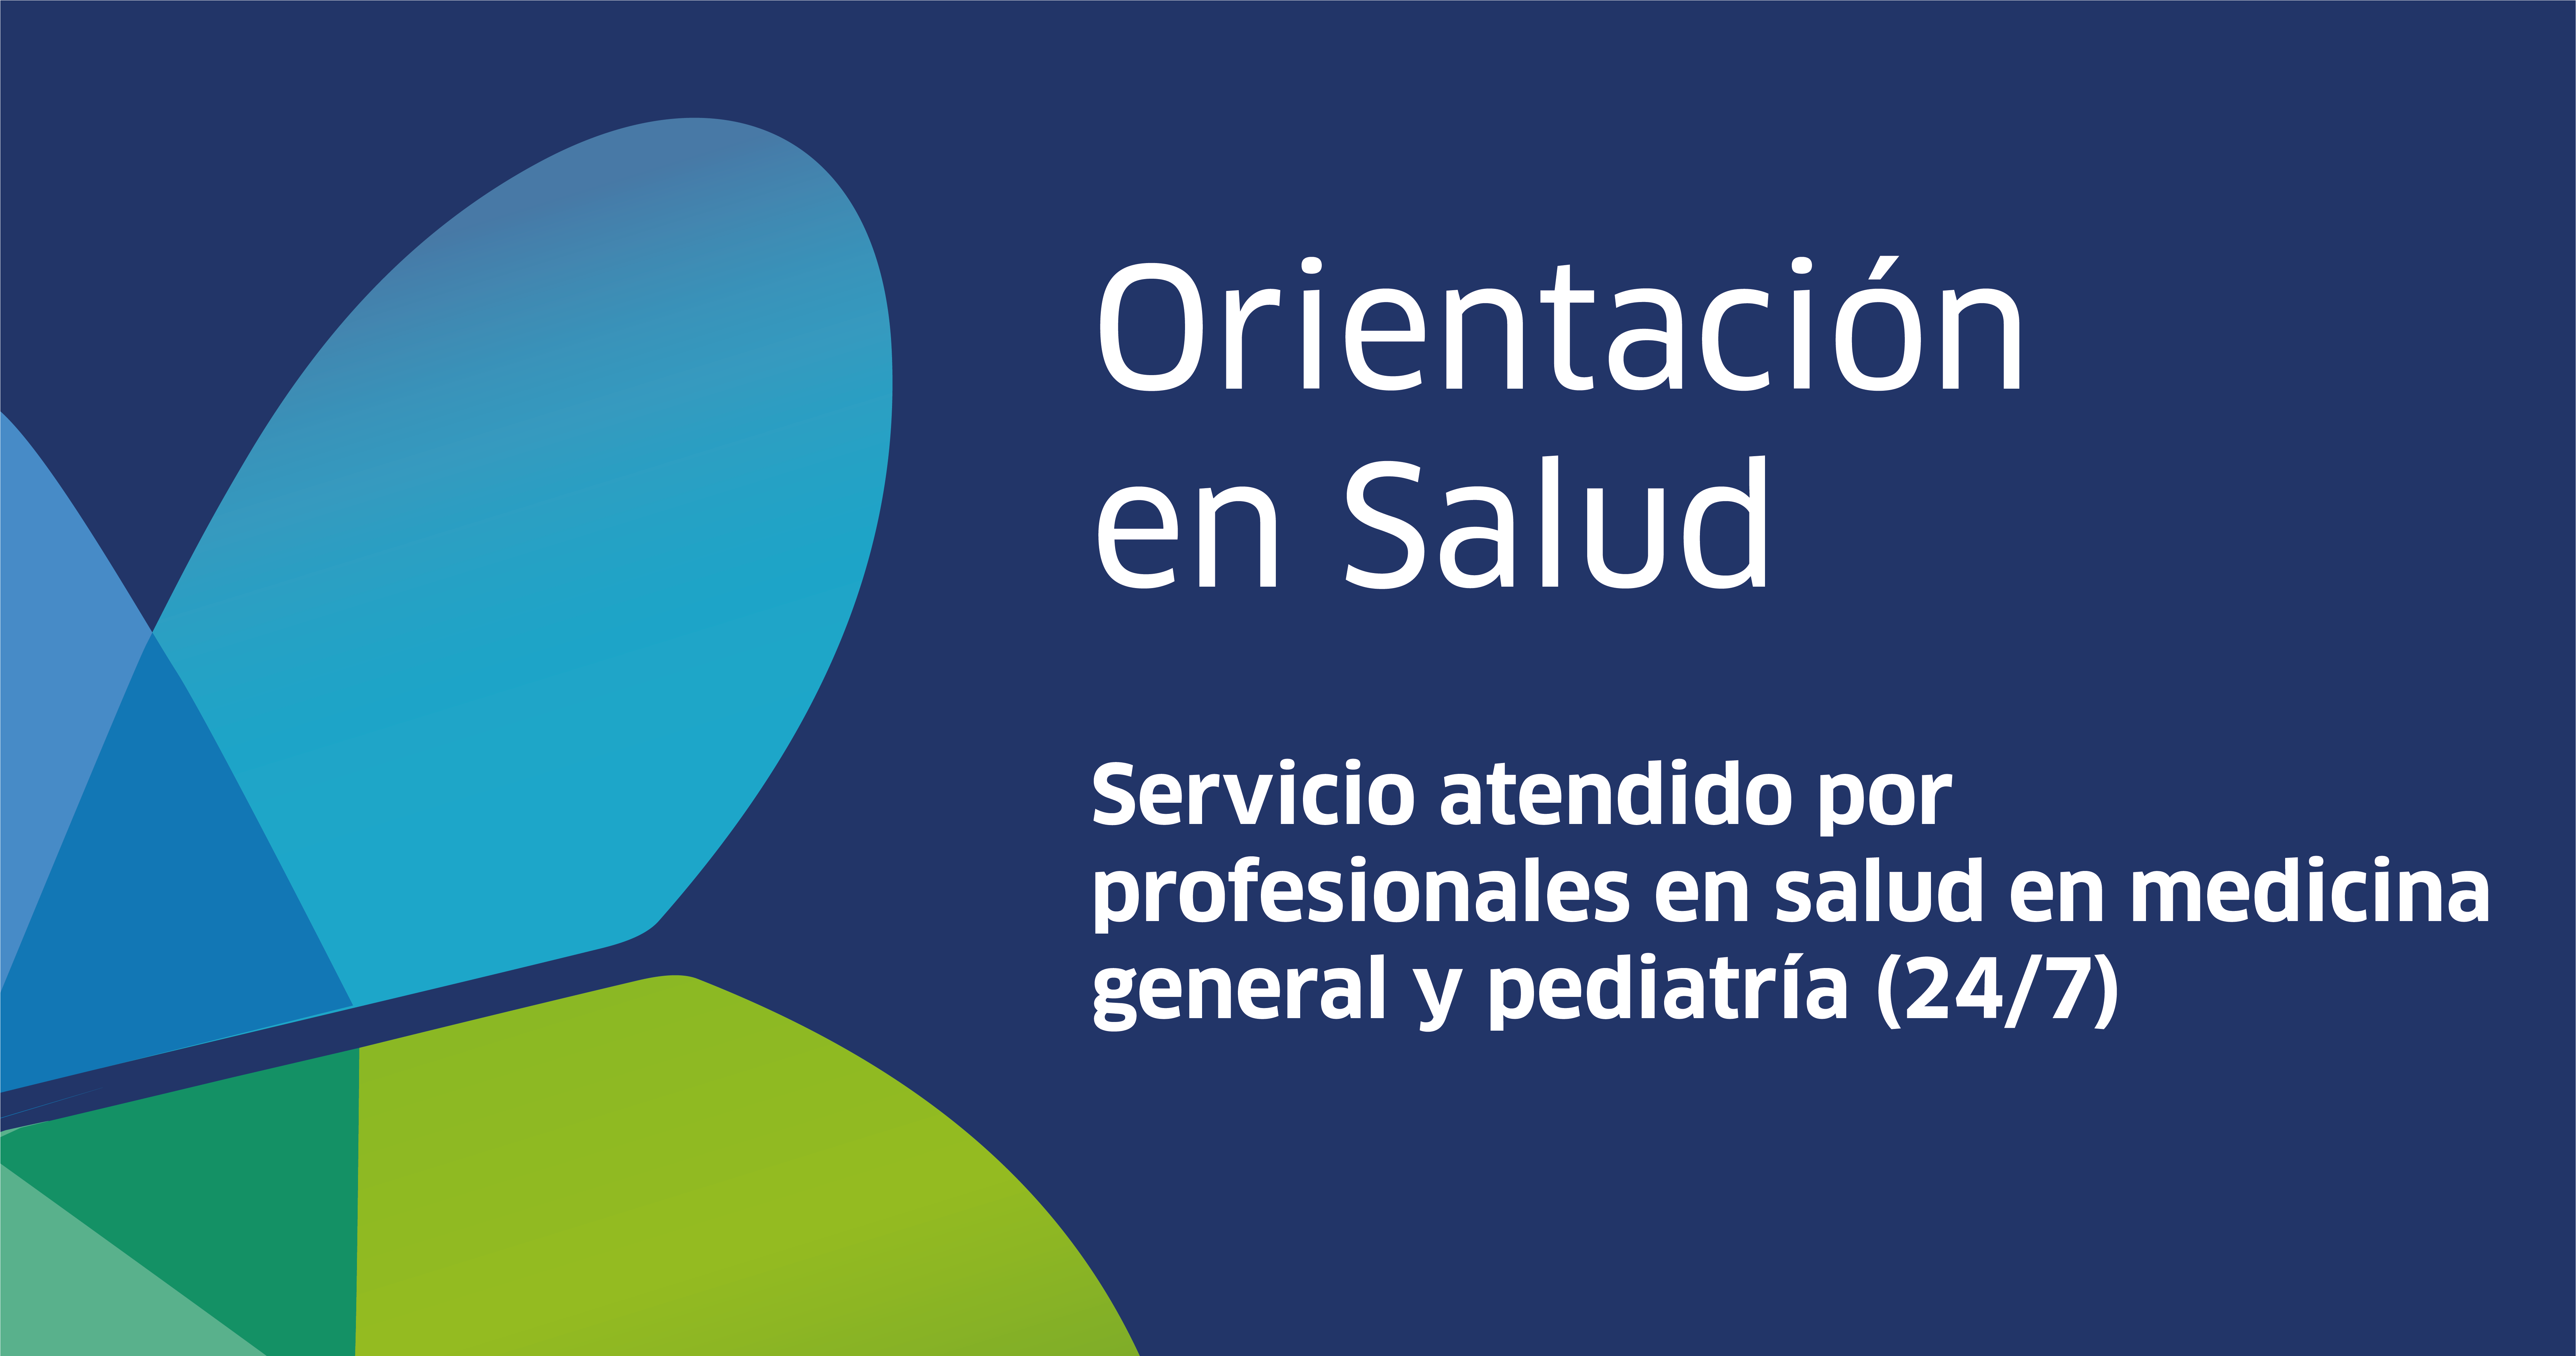 Orientación
en Salud
Servicio atendido por
profesionales en salud en medicina
general y pediatría (24/7)